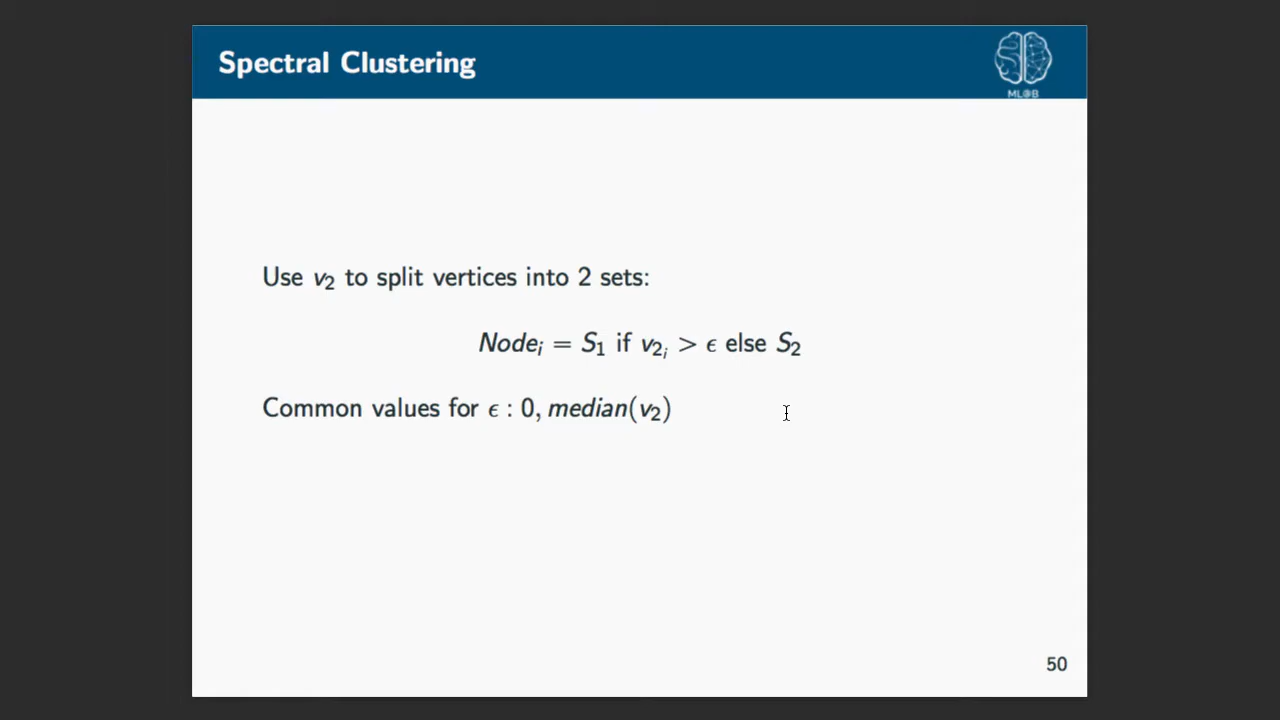 Spectral Clustering
ML@B
Use v₂ to split vertices into 2 sets:
Nodeᵢ = S₁ if v₂ᵢ > ϵ else S₂
Common values for ϵ : 0, median(v₂)
50